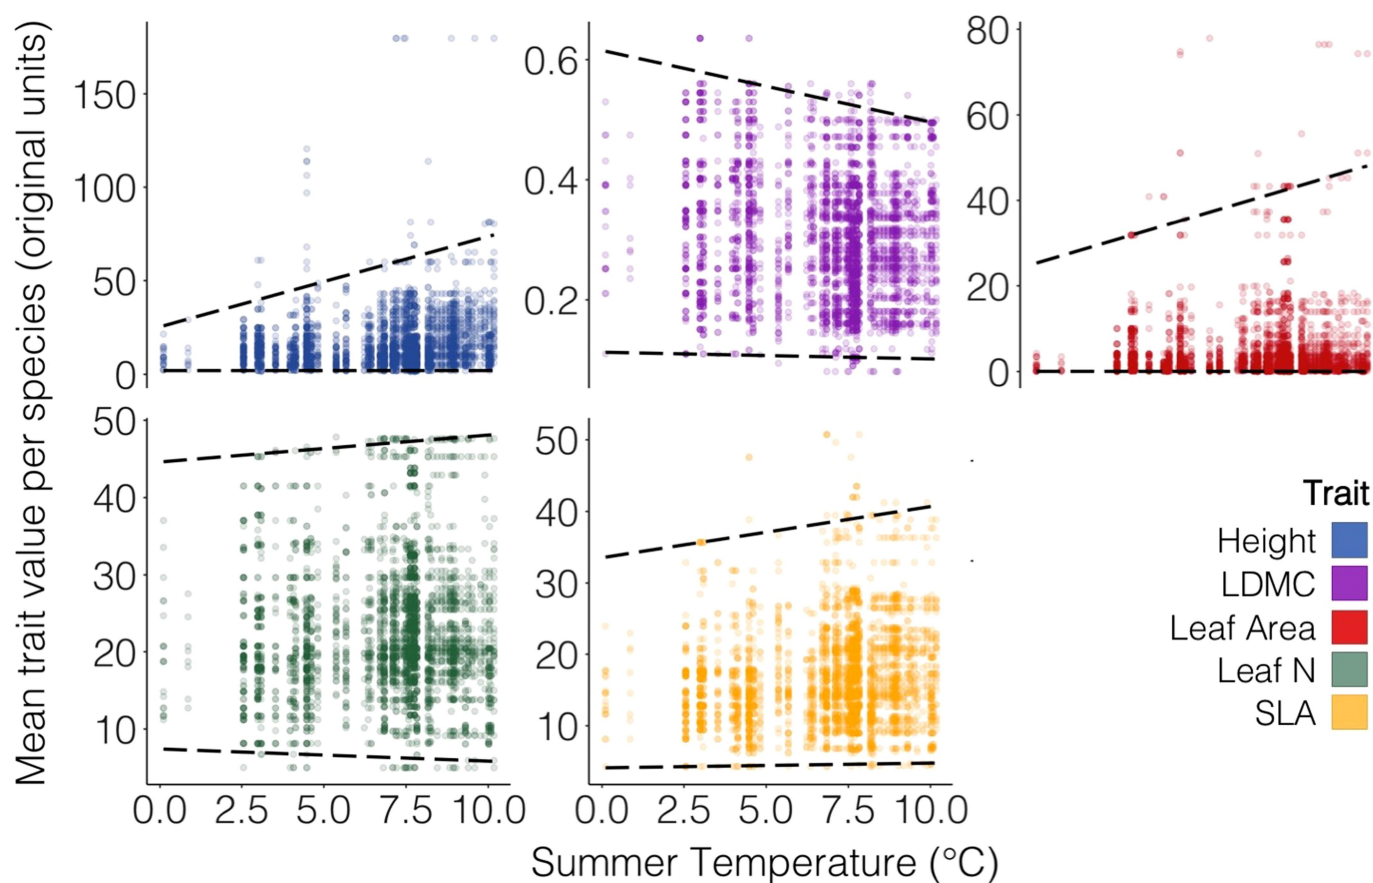 Mean trait value per species (original units)
150
100
50
0
0.6
0.4
0.2
80
60
40
20
0
50
40
30
20
10
0.0 2.5 5.0 7.5 10.0
50
40
30
20
10
0.0 2.5 5.0 7.5 10.0
Summer Temperature (°C)
Trait
Height
LDMC
Leaf Area
Leaf N
SLA